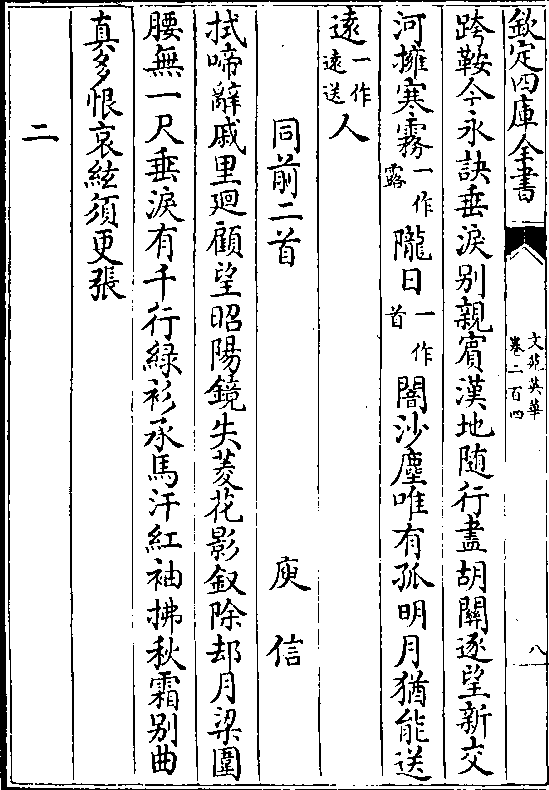 欽定四庫全書
文苑英華
卷二百四
八
跨鞍今永訣垂淚别親賓漢地隨行盡胡關逐望新交
河擁寒霧一作露隴日一作首闇沙塵唯有孤明月猶能送
遠一作遠送人
同前二首 庾信
拭啼辭戚里廻顧望昭陽鏡失菱花影釵除却月梁圍
腰無一尺垂淚有千行緑衫承馬汗紅袖拂秋霜别曲
真多恨哀絃須更張
二